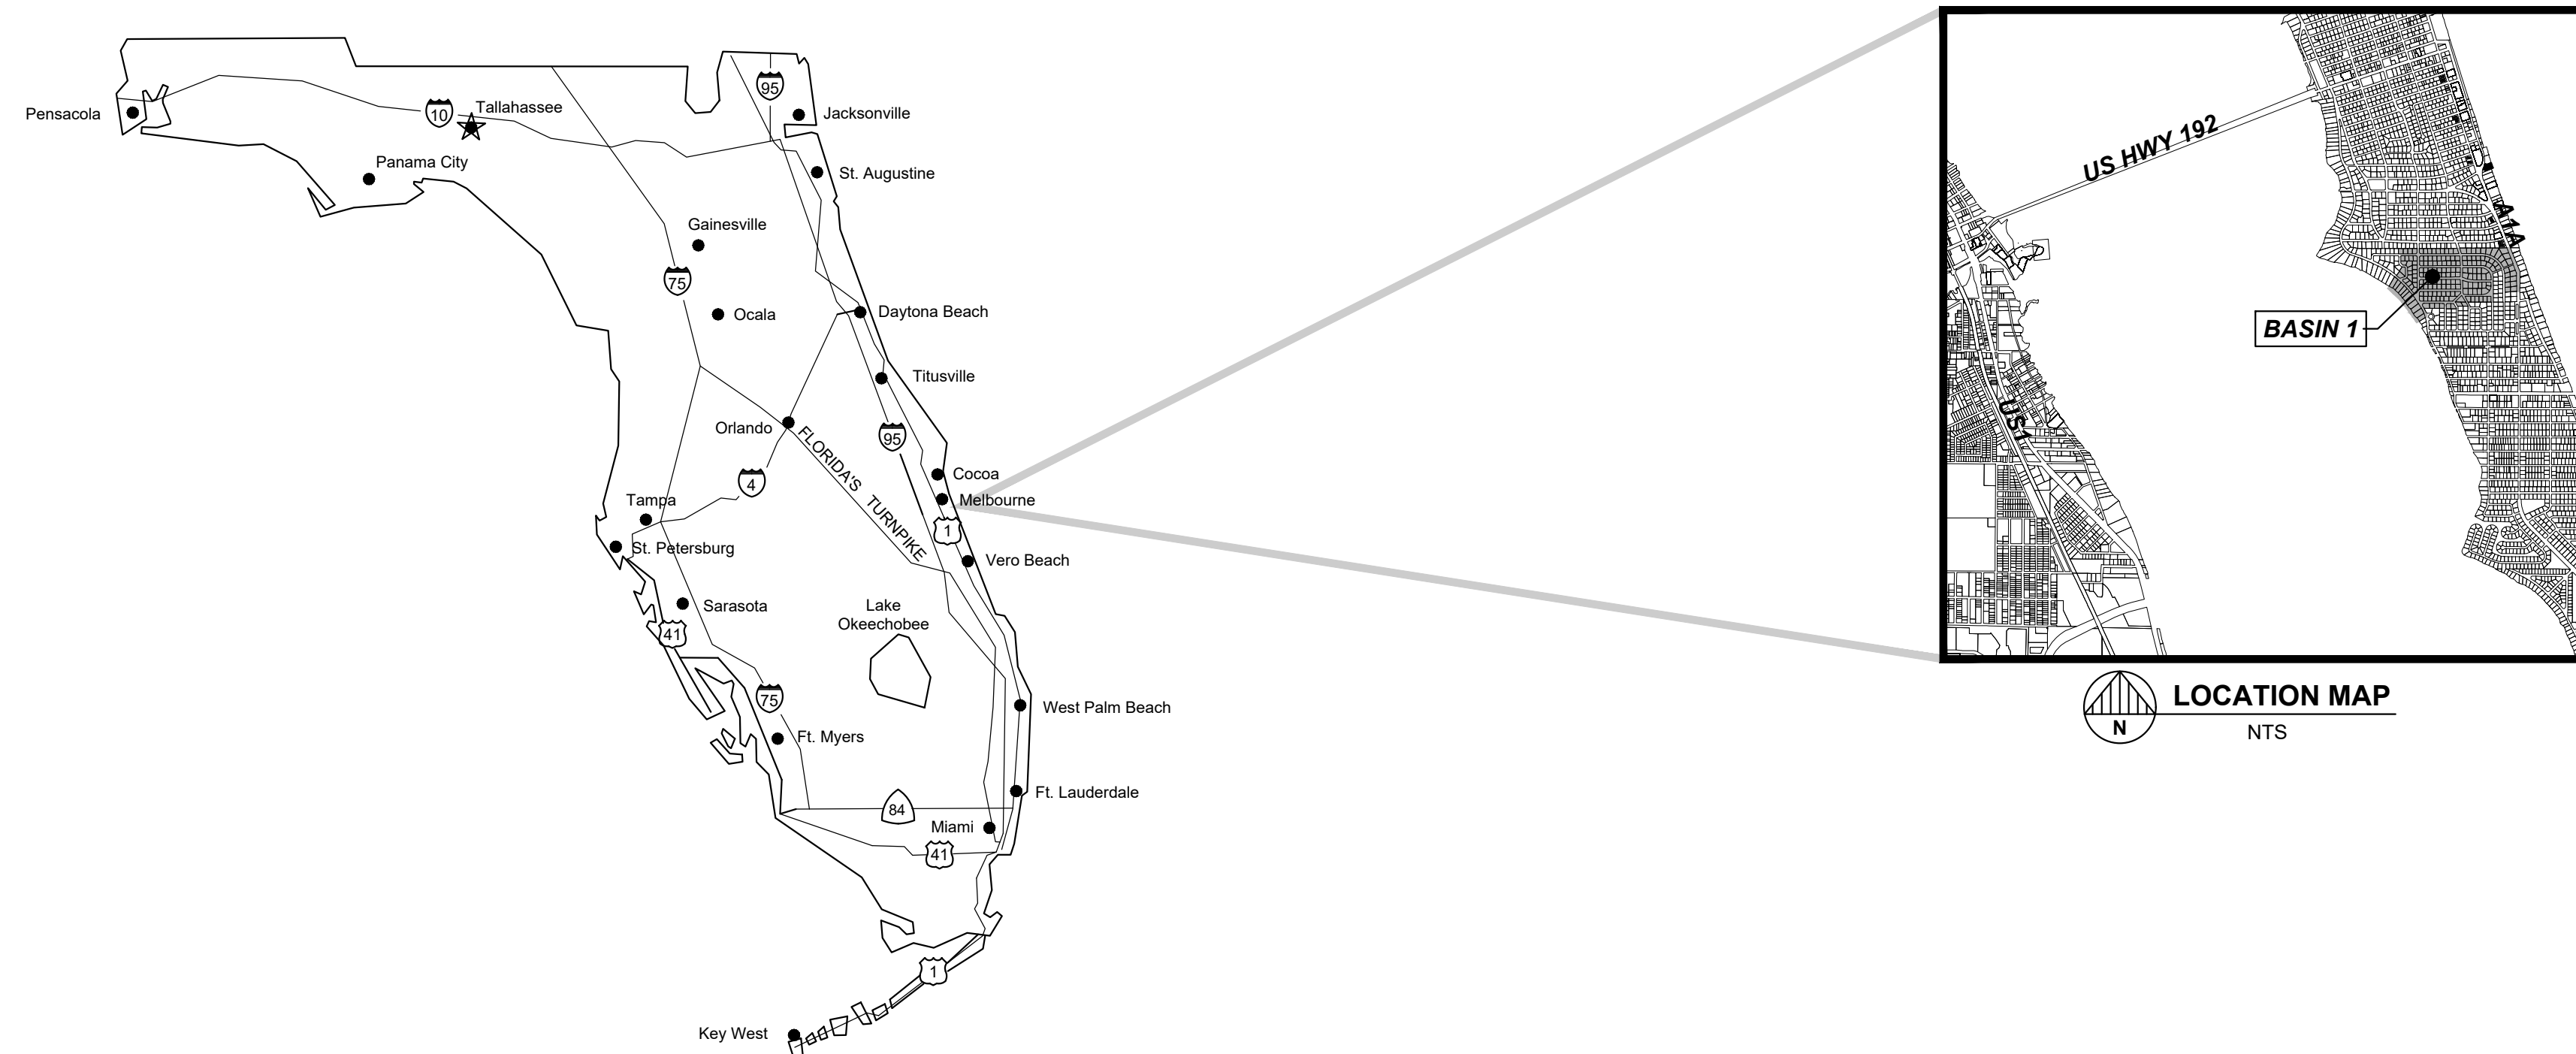 95
Pensacola
10
Tallahassee
Jacksonville
Panama City
St. Augustine
Gainesville
75
Ocala
Daytona Beach
Titusville
Orlando
FLORIDA'S TURNPIKE
95
4
Cocoa
Tampa
Melbourne
1
St. Petersburg
Vero Beach
Sarasota
Lake
Okeechobee
41
75
West Palm Beach
Ft. Myers
Ft. Lauderdale
84
Miami
41
1
Key West
US HWY 192
A1A
BASIN 1
US1
LOCATION MAP
N
NTS